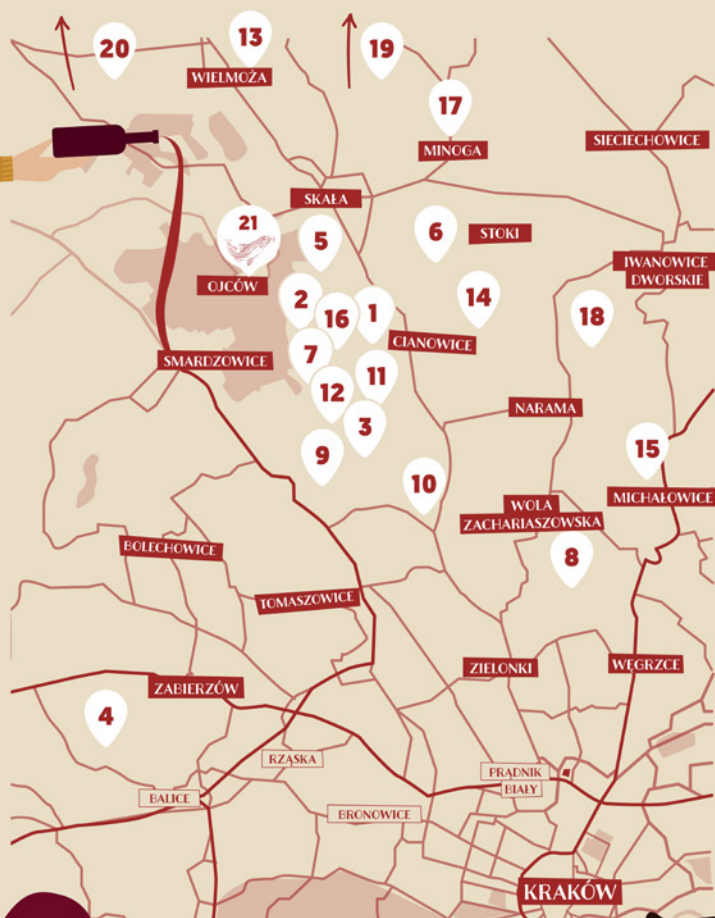 20
13
19
WIELMOŻA
17
SIECIECHOWICE
MINOGA
SKAŁA
21
5
6
STOKI
IWANOWICE
DWORSKIE
OJCÓW
2
16
1
14
18
CIANOWICE
SMARDZOWICE
7
11
12
NARAMA
3
15
9
10
MICHAŁOWICE
WOLA
ZACHARIASZOWSKA
BOLECHOWICE
8
TOMASZOWICE
ZIELONKI
WĘGRZCE
ZABIERZÓW
4
RZĄSKA
PRĄDNIK
BIAŁY
BALICE
BRONOWICE
KRAKÓW